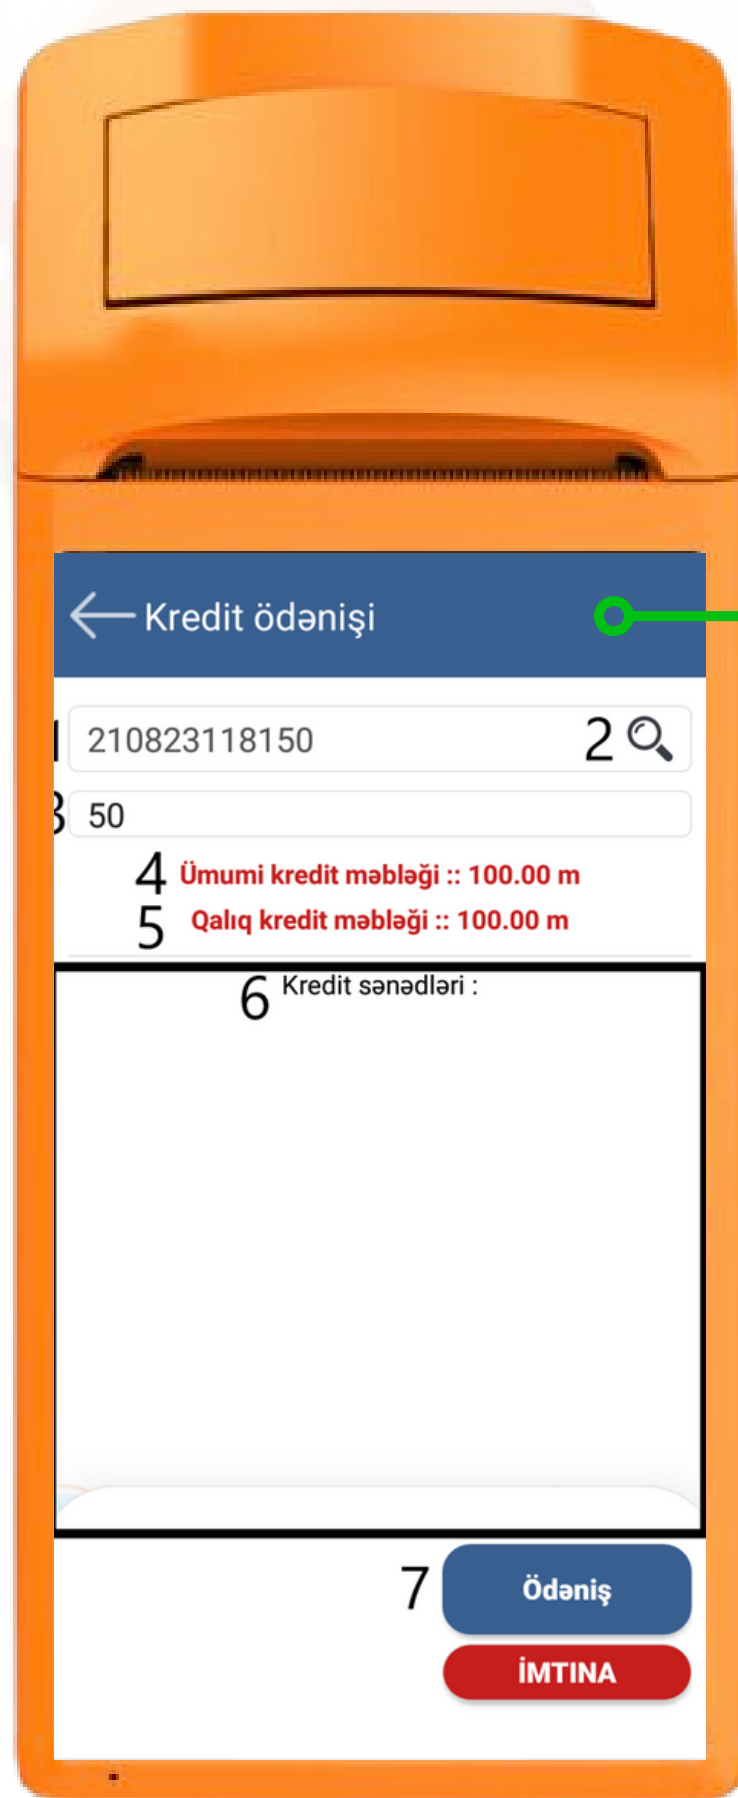 Kredit ödənişi
1 210823118150 2
3 50
4 Ümumi kredit məbləği :: 100.00 m
5 Qalıq kredit məbləği :: 100.00 m
6 Kredit sənədləri :
7 Ödəniş
İMTINA